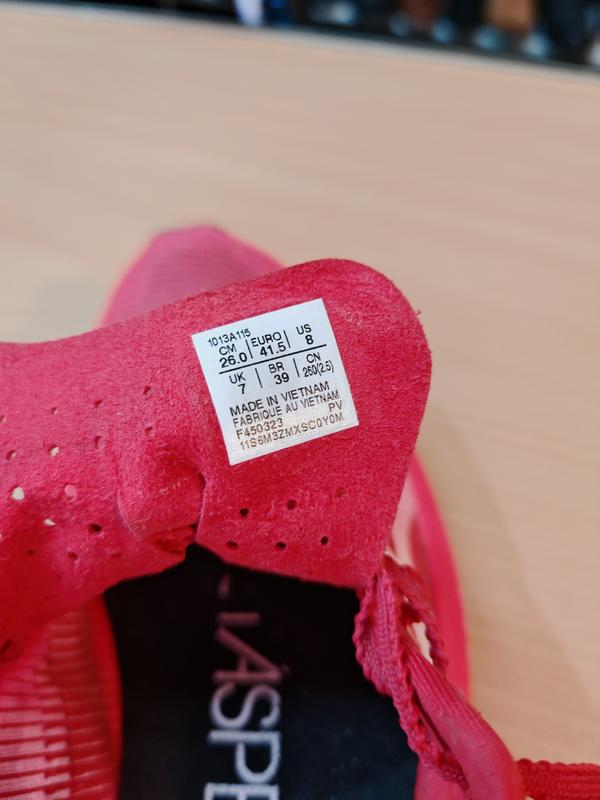 1013A115
CM EURO US
26.0 41.5 8
UK BR CN
7 39 260(2.5)
MADE IN VIETNAM
FABRIQUE AU VIETNAM
F450323 PV
11S6M3ZMXSC0Y0M
TASPE